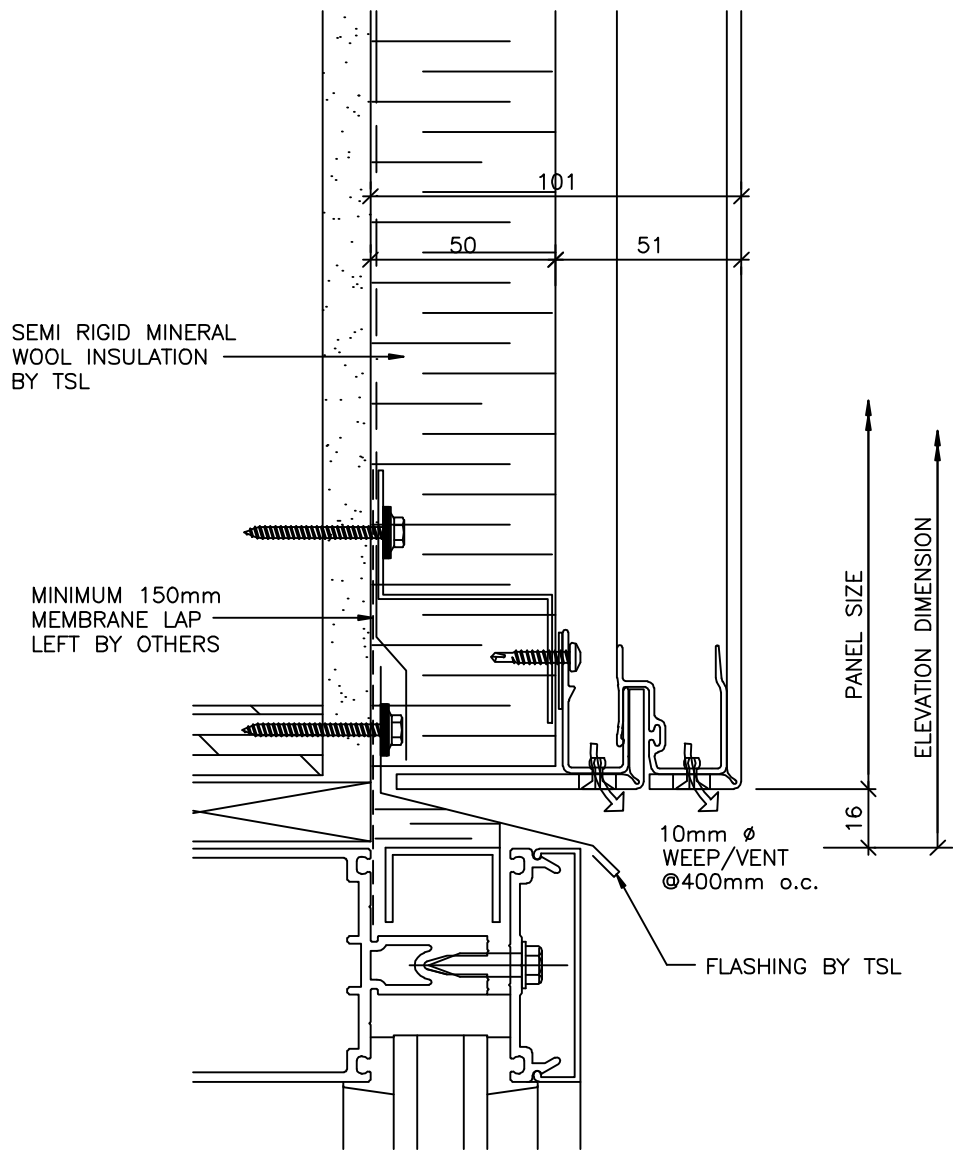 101
50
51
SEMI RIGID MINERAL
WOOL INSULATION
BY TSL
MINIMUM 150mm
MEMBRANE LAP
LEFT BY OTHERS
PANEL SIZE
ELEVATION DIMENSION
16
10mm ø
WEEP/VENT
@400mm o.c.
FLASHING BY TSL